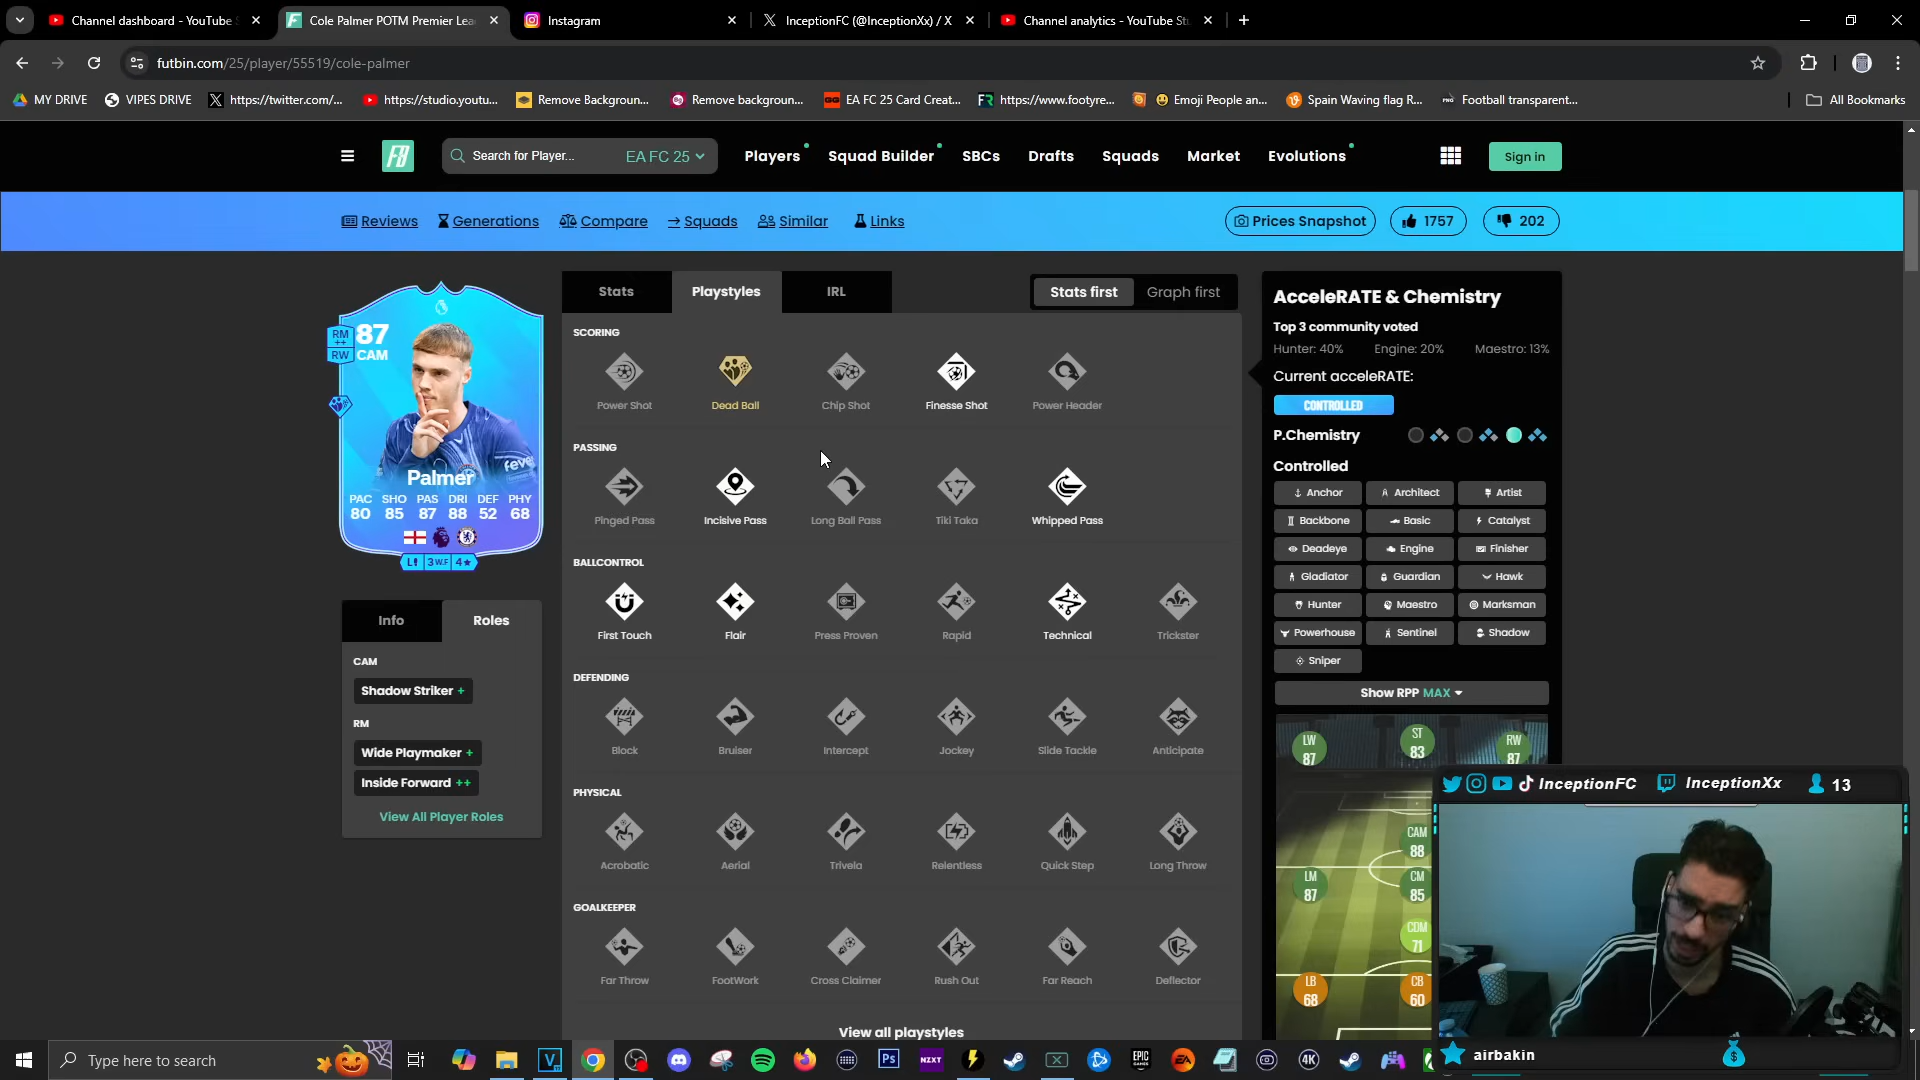 Channel dashboard - YouTube S
Cole Palmer POTM Premier Lea
Instagram
InceptionFC (@InceptionXx) / X
Channel analytics - YouTube Stu
futbin.com/25/player/55519/cole-palmer
MY DRIVE
VIPES DRIVE
https://twitter.com/...
https://studio.youtu...
Remove Backgroun...
Remove backgroun...
EA FC 25 Card Creat...
https://www.footyre...
Emoji People an...
Spain Waving flag R...
Football transparent...
All Bookmarks
Search for Player...
EA FC 25
Players
Squad Builder
SBCs
Drafts
Squads
Market
Evolutions
Sign in
Reviews
Generations
Compare
Squads
Similar
Links
Prices Snapshot
1757
202
RM
++
RW
87
CAM
Palmer
PAC SHO PAS DRI DEF PHY
80 85 87 88 52 68
3 W.F
4★
Info
Roles
CAM
Shadow Striker +
RM
Wide Playmaker +
Inside Forward ++
View All Player Roles
Stats
Playstyles
IRL
Stats first
Graph first
SCORING
Power Shot
Dead Ball
Chip Shot
Finesse Shot
Power Header
PASSING
Pinged Pass
Incisive Pass
Long Ball Pass
Tiki Taka
Whipped Pass
BALLCONTROL
First Touch
Flair
Press Proven
Rapid
Technical
Trickster
DEFENDING
Block
Bruiser
Intercept
Jockey
Slide Tackle
Anticipate
PHYSICAL
Acrobatic
Aerial
Trivela
Relentless
Quick Step
Long Throw
GOALKEEPER
Far Throw
FootWork
Cross Claimer
Rush Out
Far Reach
Deflector
View all playstyles
AcceleRATE & Chemistry
Top 3 community voted
Hunter: 40% Engine: 20% Maestro: 13%
Current acceleRATE:
CONTROLLED
P.Chemistry
Controlled
Anchor
Architect
Artist
Backbone
Basic
Catalyst
Deadeye
Engine
Finisher
Gladiator
Guardian
Hawk
Hunter
Maestro
Marksman
Powerhouse
Sentinel
Shadow
Sniper
Show RPP MAX
LW
87
ST
83
RW
87
CAM
88
LM
87
CM
85
CDM
71
LB
68
CB
60
InceptionFC
InceptionXx
13
airbakin
Type here to search
Ps
NZXT
EPIC
GAMES
EA
4K